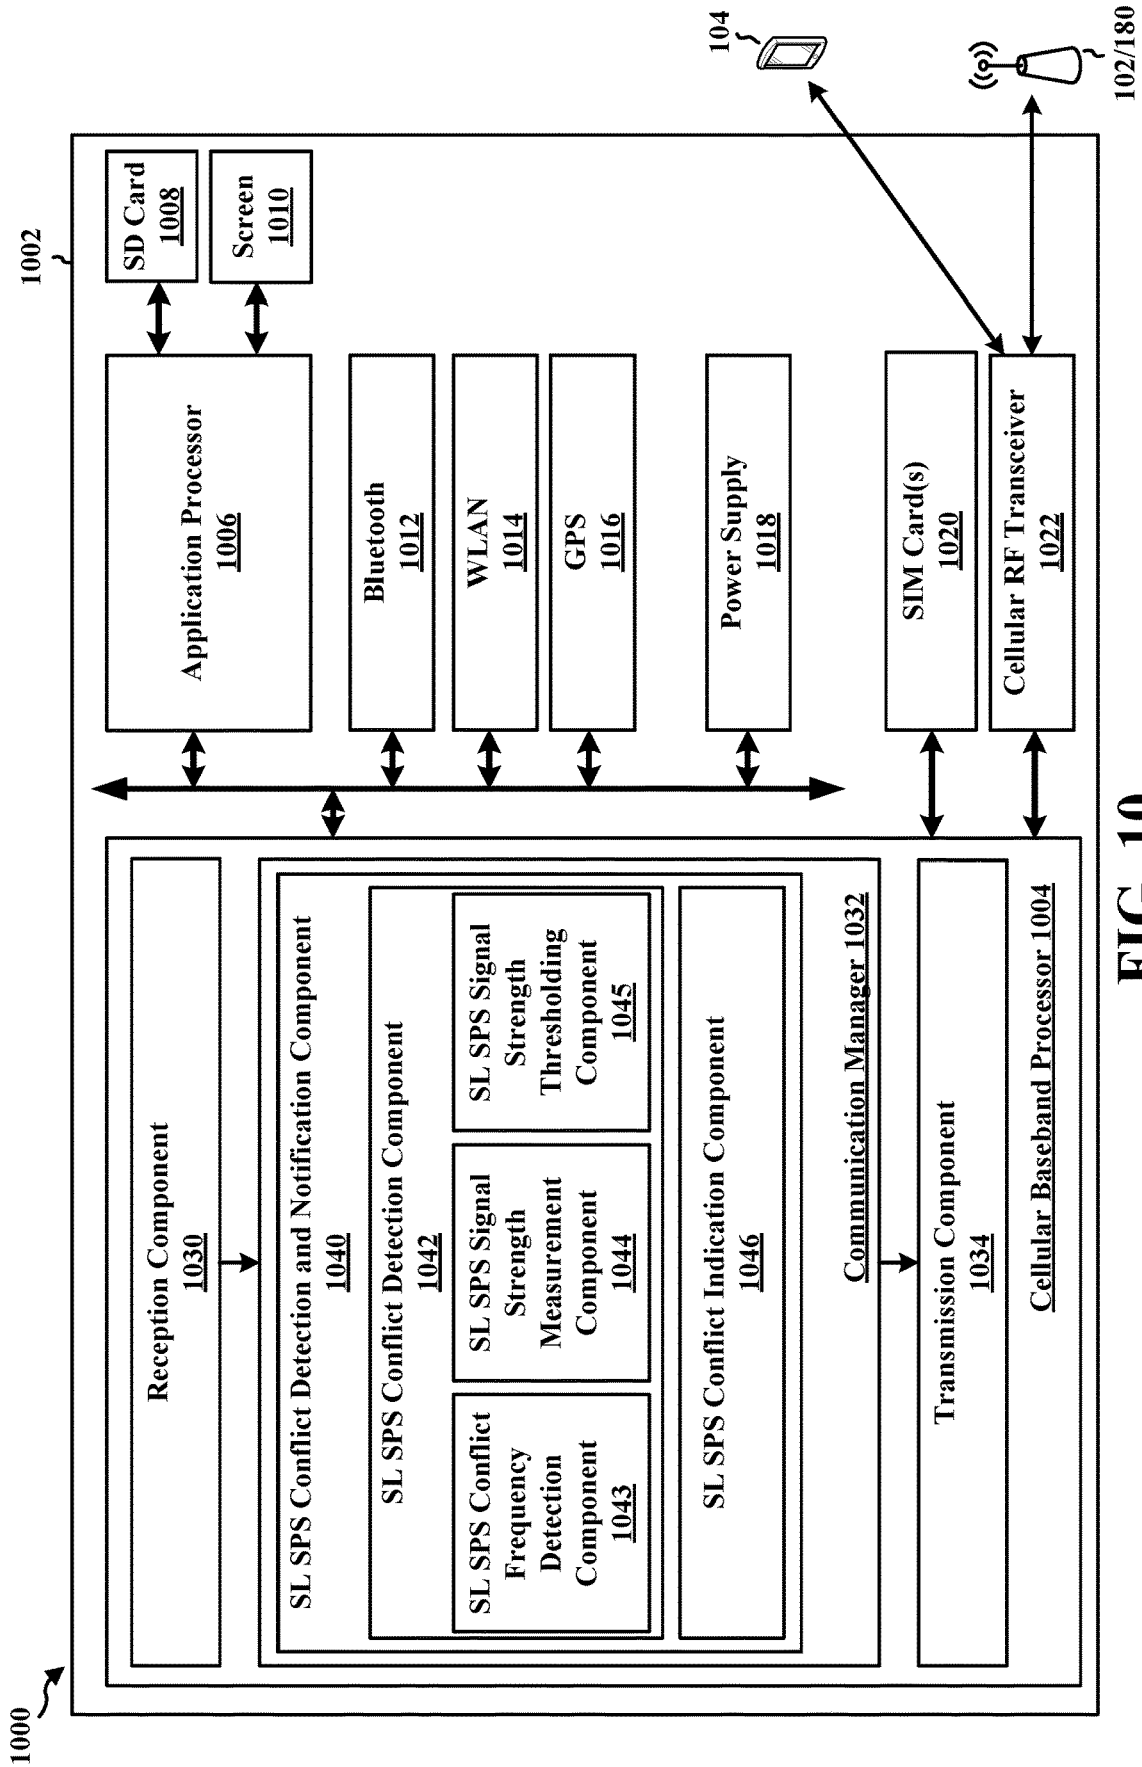 1000
1002
Reception Component
1030
SL SPS Conflict Detection and Notification Component
1040
SL SPS Conflict Detection Component
1042
SL SPS Conflict
Frequency
Detection
Component
1043
SL SPS Signal
Strength
Measurement
Component
1044
SL SPS Signal
Strength
Thresholding
Component
1045
SL SPS Conflict Indication Component
1046
Communication Manager 1032
Transmission Component
1034
Cellular Baseband Processor 1004
Application Processor
1006
SD Card
1008
Screen
1010
Bluetooth
1012
WLAN
1014
GPS
1016
Power Supply
1018
SIM Card(s)
1020
Cellular RF Transceiver
1022
104
102/180
FIG. 10